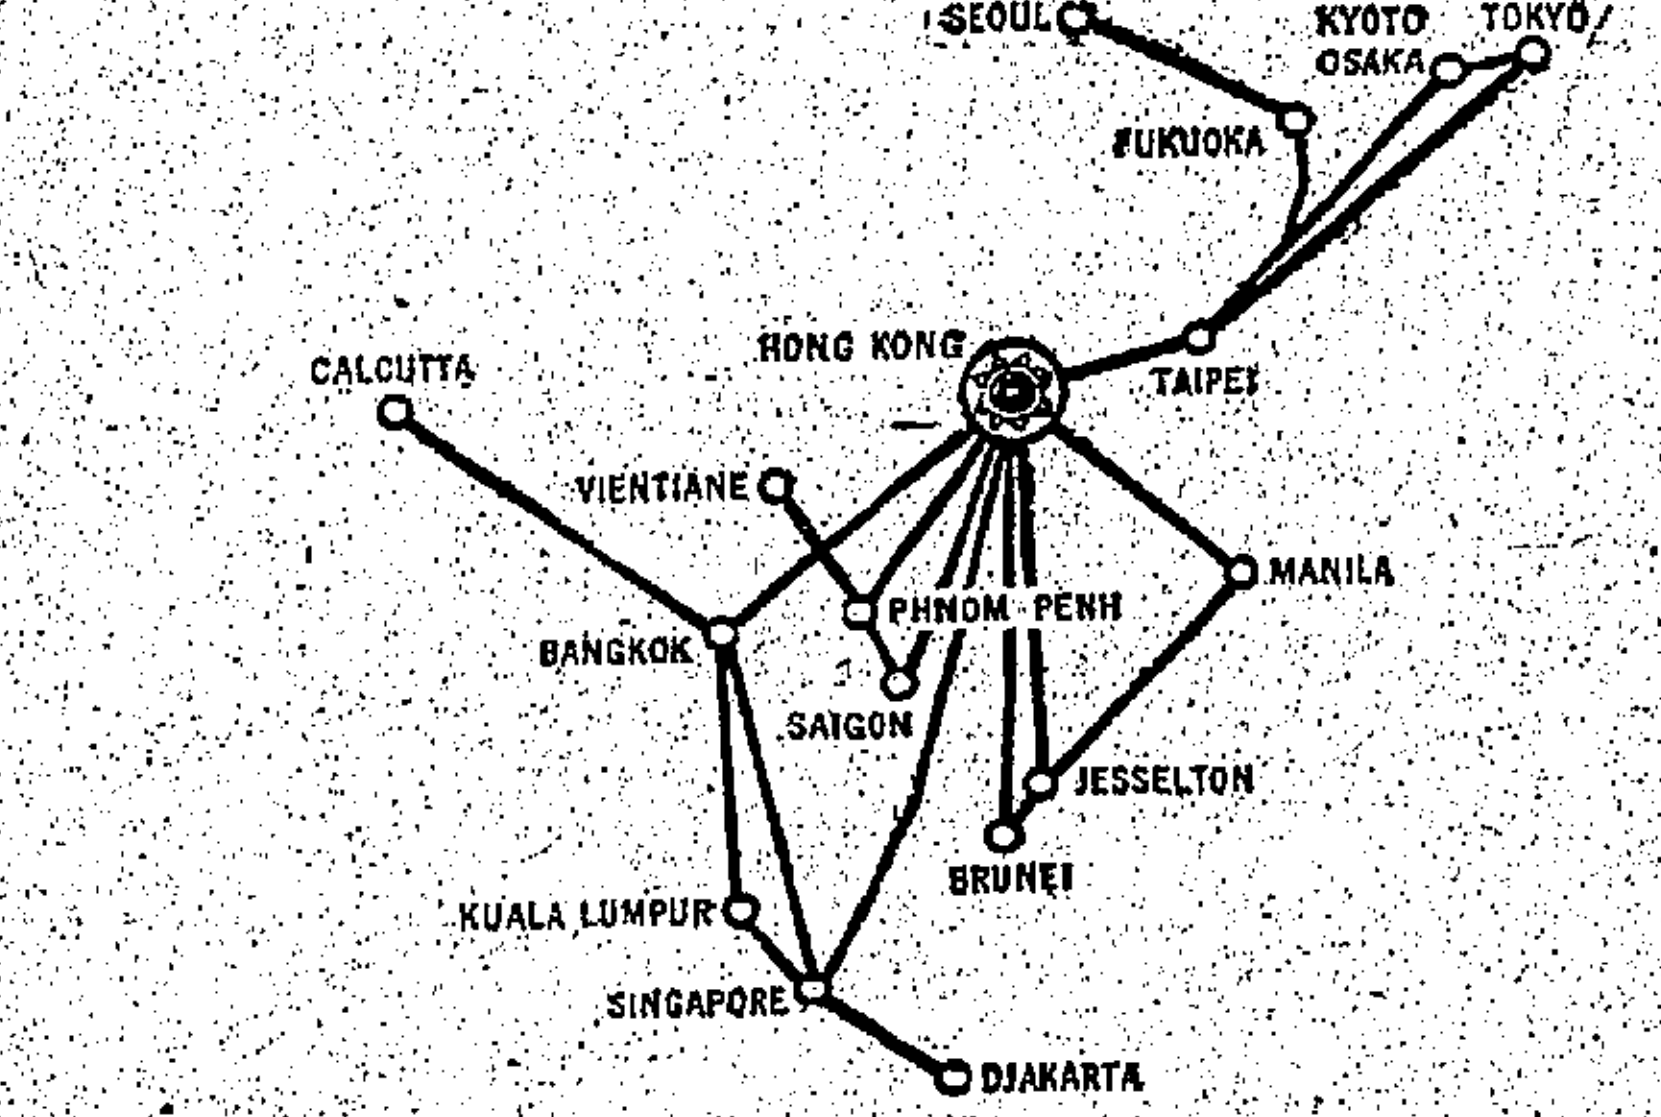 SEOUL
KYOTO
OSAKA
TOKYO
FUKUOKA
HONG KONG
TAIPEI
CALCUTTA
VIENTIANE
MANILA
PHNOM PENH
BANGKOK
SAIGON
JESSELTON
BRUNEI
KUALA LUMPUR
SINGAPORE
DJAKARTA